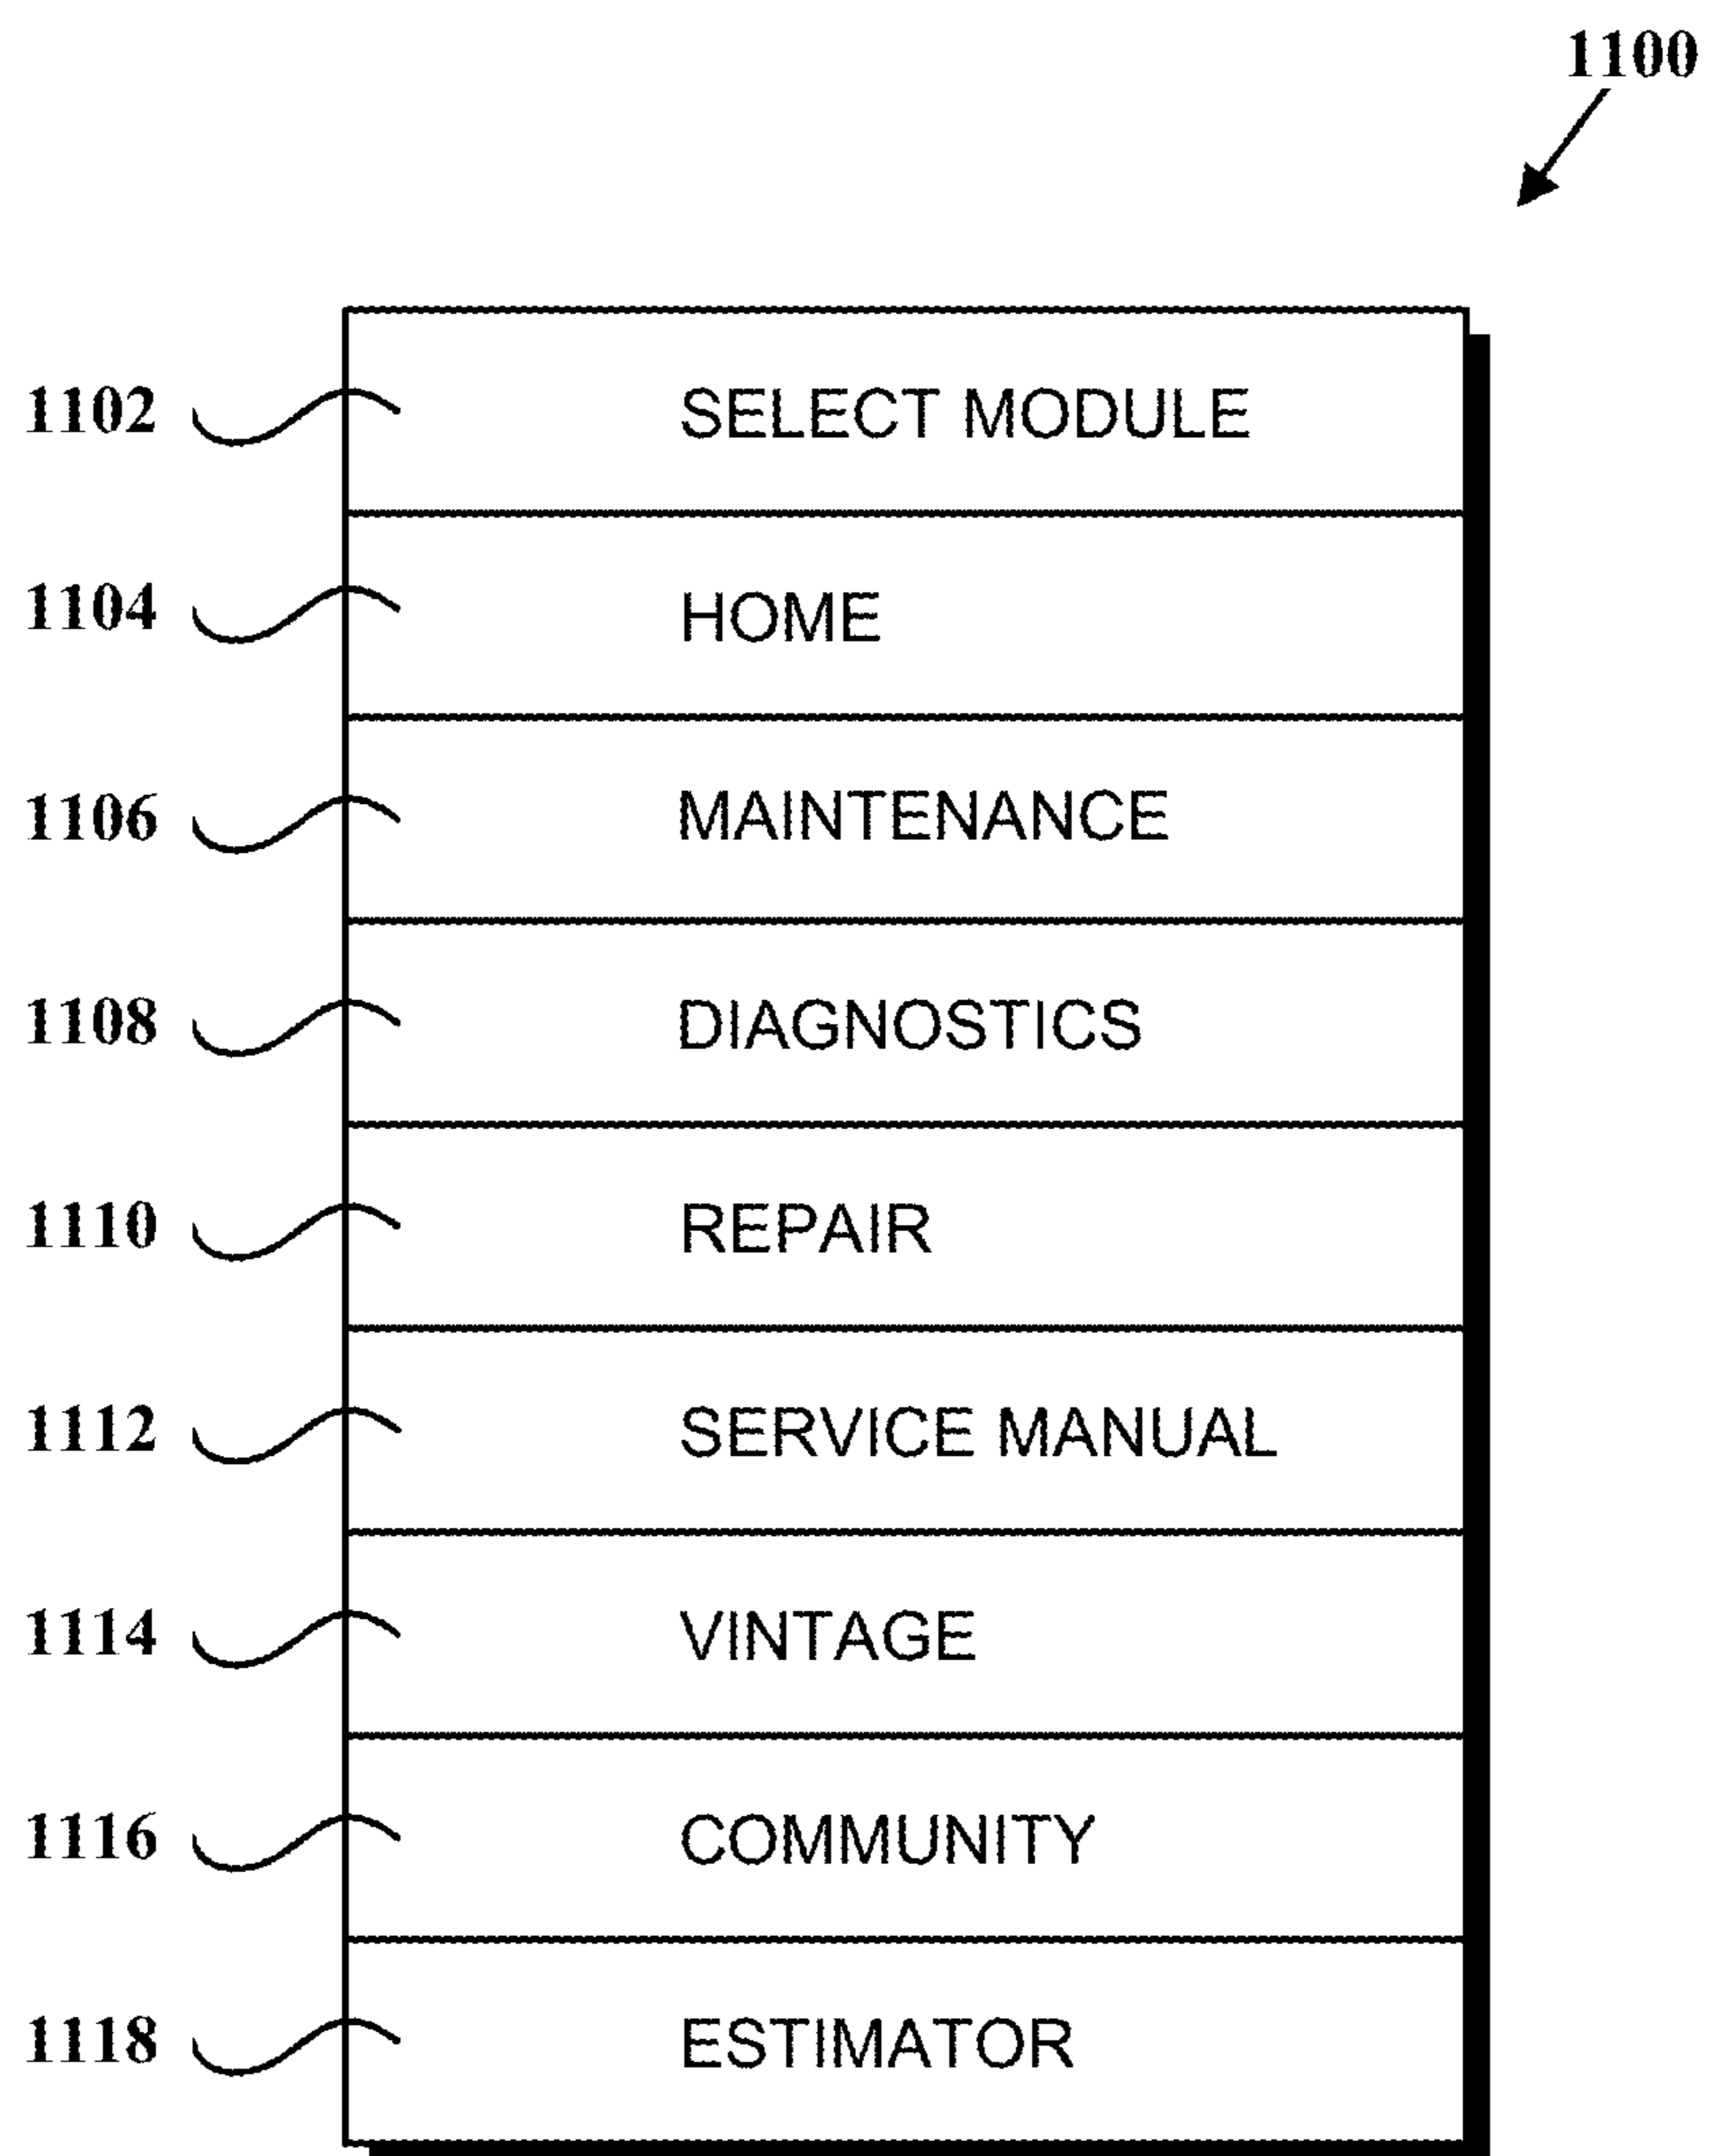 1100
1102 SELECT MODULE
1104 HOME
1106 MAINTENANCE
1108 DIAGNOSTICS
1110 REPAIR
1112 SERVICE MANUAL
1114 VINTAGE
1116 COMMUNITY
1118 ESTIMATOR